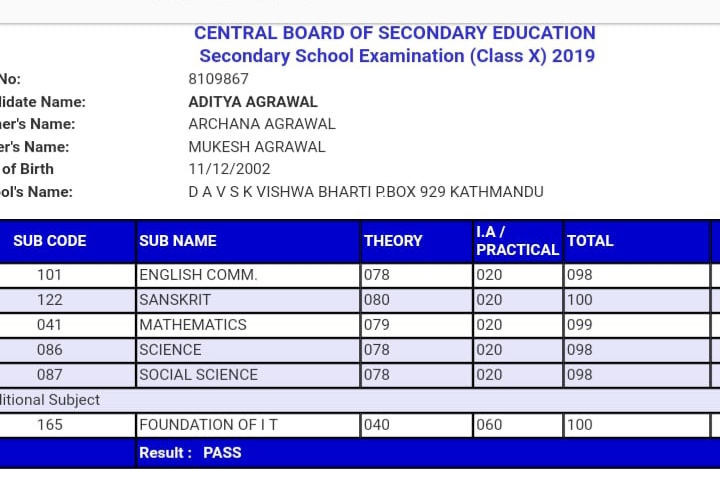 CENTRAL BOARD OF SECONDARY EDUCATION
Secondary School Examination (Class X) 2019
No: 8109867
lidate Name: ADITYA AGRAWAL
ner's Name: ARCHANA AGRAWAL
er's Name: MUKESH AGRAWAL
of Birth 11/12/2002
ol's Name: D A V S K VISHWA BHARTI P.BOX 929 KATHMANDU
SUB CODE SUB NAME THEORY I.A / PRACTICAL TOTAL
101 ENGLISH COMM. 078 020 098
122 SANSKRIT 080 020 100
041 MATHEMATICS 079 020 099
086 SCIENCE 078 020 098
087 SOCIAL SCIENCE 078 020 098
litional Subject
165 FOUNDATION OF I T 040 060 100
Result : PASS